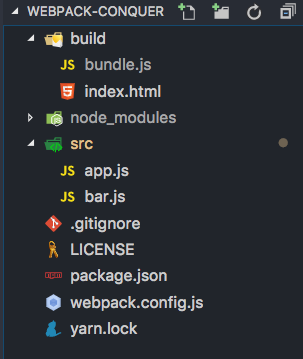 WEBPACK-CONQUER
build
JS bundle.js
5 index.html
node_modules
src
JS app.js
JS bar.js
.gitignore
LICENSE
package.json
webpack.config.js
yarn.lock